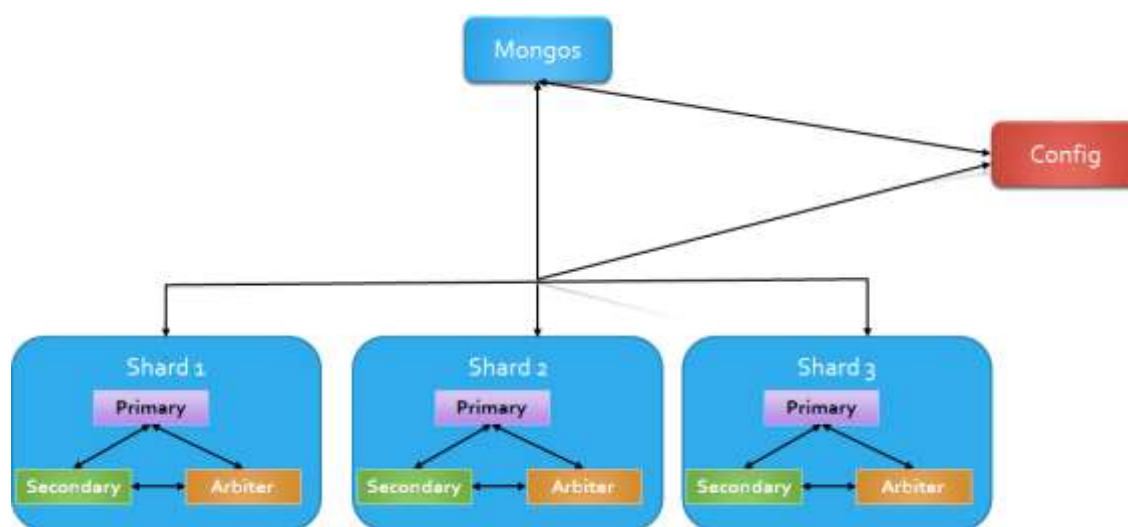 Mongos
Config
Shard 1
Primary
Secondary
Arbiter
Shard 2
Primary
Secondary
Arbiter
Shard 3
Primary
Secondary
Arbiter